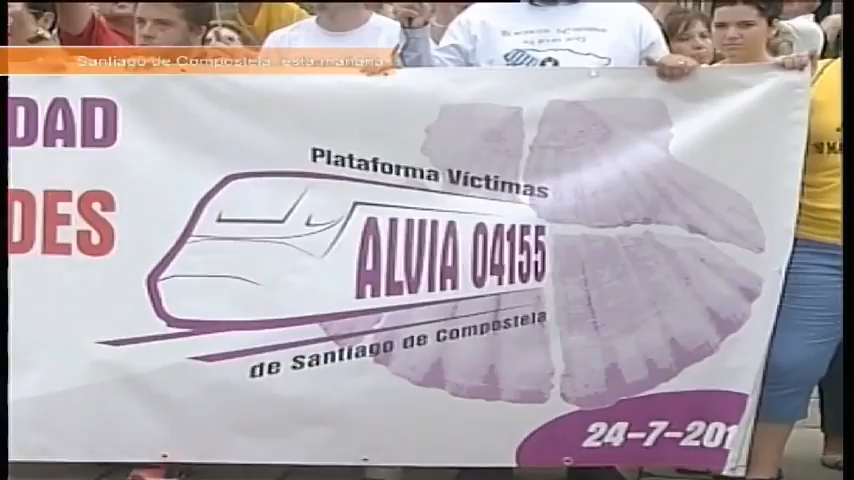 Santiago de Compostela, esta mañana
DAD
DES
Plataforma Víctimas
ALVIA 04155
de Santiago de Compostela
24-7-201